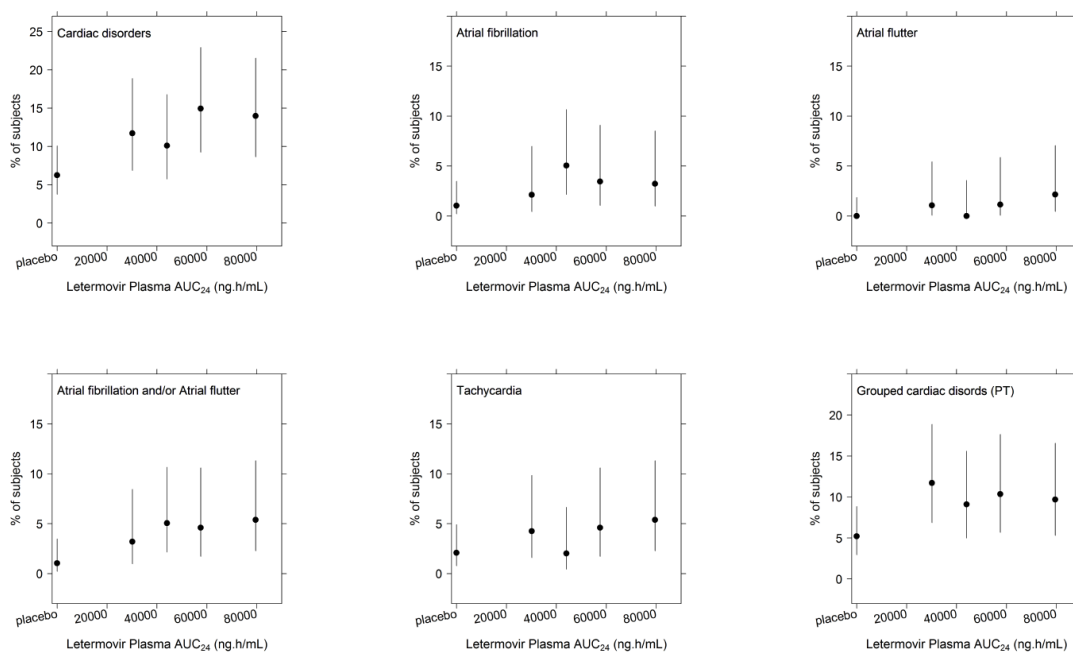 Cardiac disorders
25
20
15
10
5
0
% of subjects
placebo 20000 40000 60000 80000
Letermovir Plasma AUC24 (ng.h/mL)
Atrial fibrillation
15
10
5
0
% of subjects
placebo 20000 40000 60000 80000
Letermovir Plasma AUC24 (ng.h/mL)
Atrial flutter
15
10
5
0
% of subjects
placebo 20000 40000 60000 80000
Letermovir Plasma AUC24 (ng.h/mL)
Atrial fibrillation and/or Atrial flutter
15
10
5
0
% of subjects
placebo 20000 40000 60000 80000
Letermovir Plasma AUC24 (ng.h/mL)
Tachycardia
15
10
5
0
% of subjects
placebo 20000 40000 60000 80000
Letermovir Plasma AUC24 (ng.h/mL)
Grouped cardiac disords (PT)
20
15
10
5
0
% of subjects
placebo 20000 40000 60000 80000
Letermovir Plasma AUC24 (ng.h/mL)